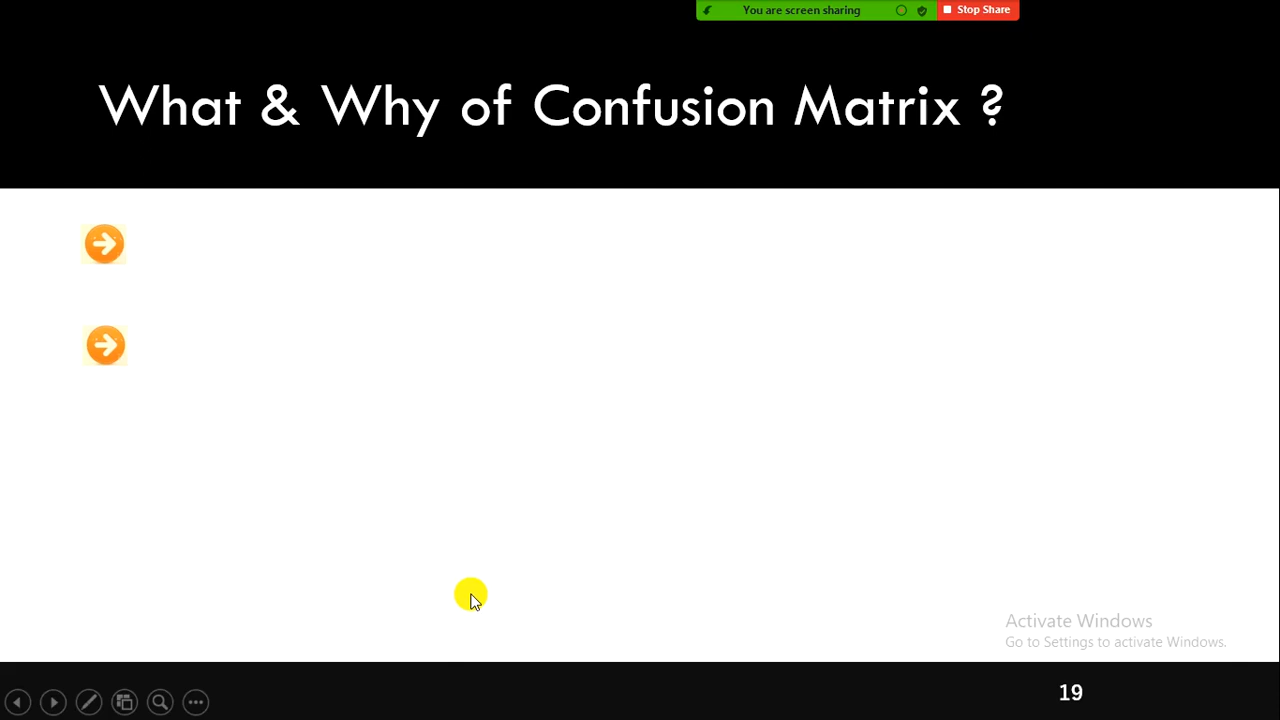 You are screen sharing
Stop Share
What & Why of Confusion Matrix ?
Activate Windows
Go to Settings to activate Windows.
19